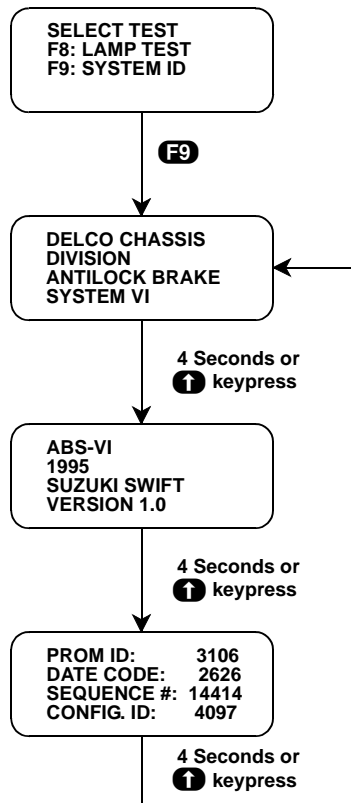 SELECT TEST
F8: LAMP TEST
F9: SYSTEM ID
F9
DELCO CHASSIS
DIVISION
ANTILOCK BRAKE
SYSTEM VI
4 Seconds or
↑ keypress
ABS-VI
1995
SUZUKI SWIFT
VERSION 1.0
4 Seconds or
↑ keypress
PROM ID: 3106
DATE CODE: 2626
SEQUENCE #: 14414
CONFIG. ID: 4097
4 Seconds or
↑ keypress